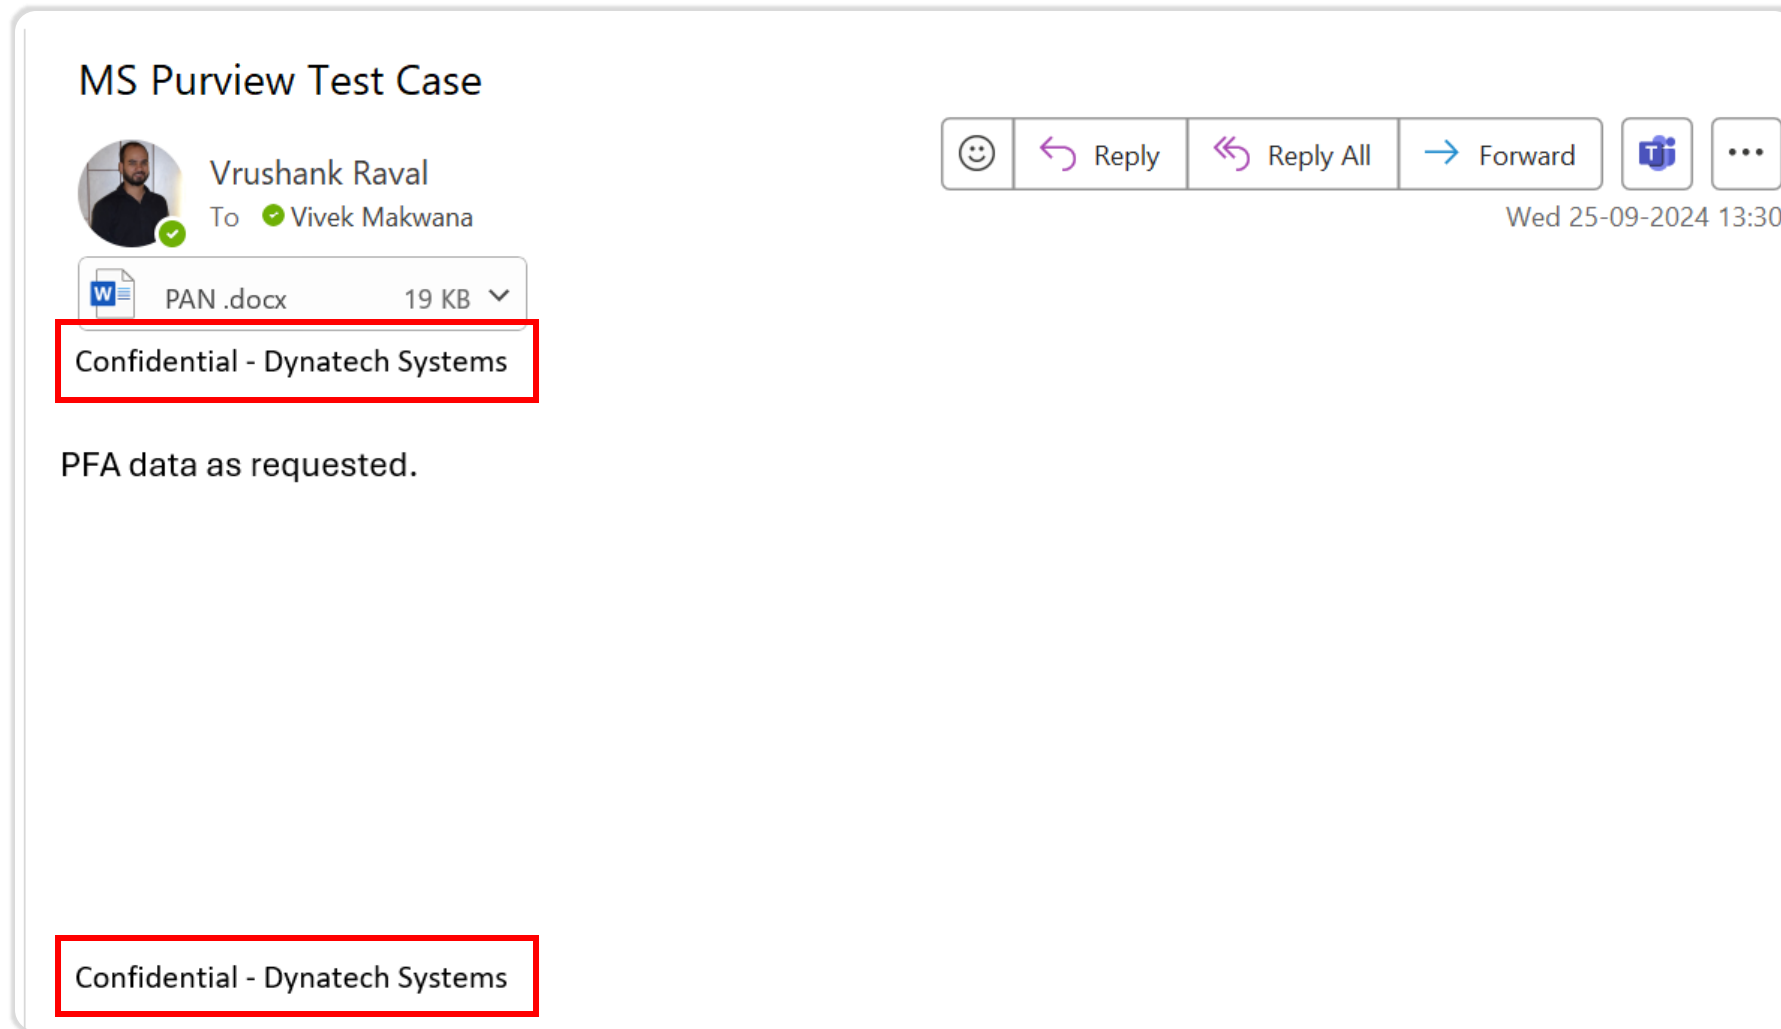 MS Purview Test Case
Reply Reply All Forward
Vrushank Raval
To Vivek Makwana
Wed 25-09-2024 13:30
PAN .docx 19 KB
Confidential - Dynatech Systems
PFA data as requested.
Confidential - Dynatech Systems